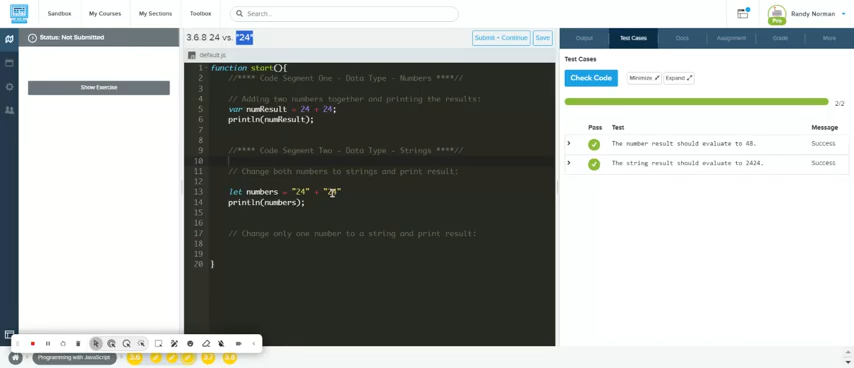 Sandbox My Courses My Sections Toolbox Search... Pro Randy Norman
Status: Not Submitted
Show Exercise
3.6.8 24 vs. "24"
Submit + Continue Save
default.js
1 function start(){
2 //**** Code Segment One - Data Type - Numbers ****//
3
4 // Adding two numbers together and printing the results:
5 var numResult = 24 + 24;
6 println(numResult);
7
8
9 //**** Code Segment Two - Data Type - Strings ****//
10
11 // Change both numbers to strings and print result:
12
13 let numbers = "24" + "24"
14 println(numbers);
15
16
17 // Change only one number to a string and print result:
18
19
20 }
Output Test Cases Docs Assignment Grade More
Check Code Minimize Expand
2/2
Pass Test Message
The number result should evaluate to 48. Success
The string result should evaluate to 2424. Success
Programming with JavaScript 3.6 3.7 3.8